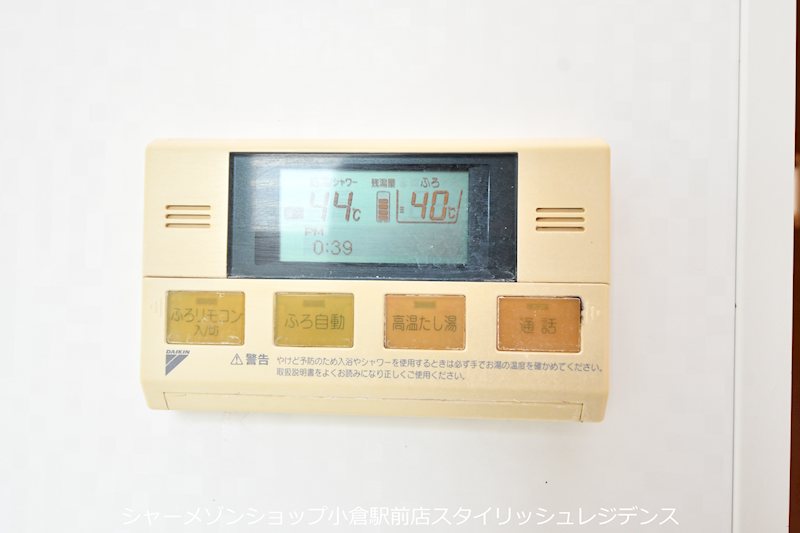 シャワー 残湯量 ふろ
44℃ 40℃
PM
0:39
ふろリモコン
入/切
ふろ自動
高温たし湯
通話
DAIKIN
⚠警告 やけど予防のため入浴やシャワーを使用するときは必ず手でお湯の温度を確かめてください。
取扱説明書をよくお読みになり正しくご使用ください。
シャーメゾンショップ小倉駅前店スタイリッシュレジデンス